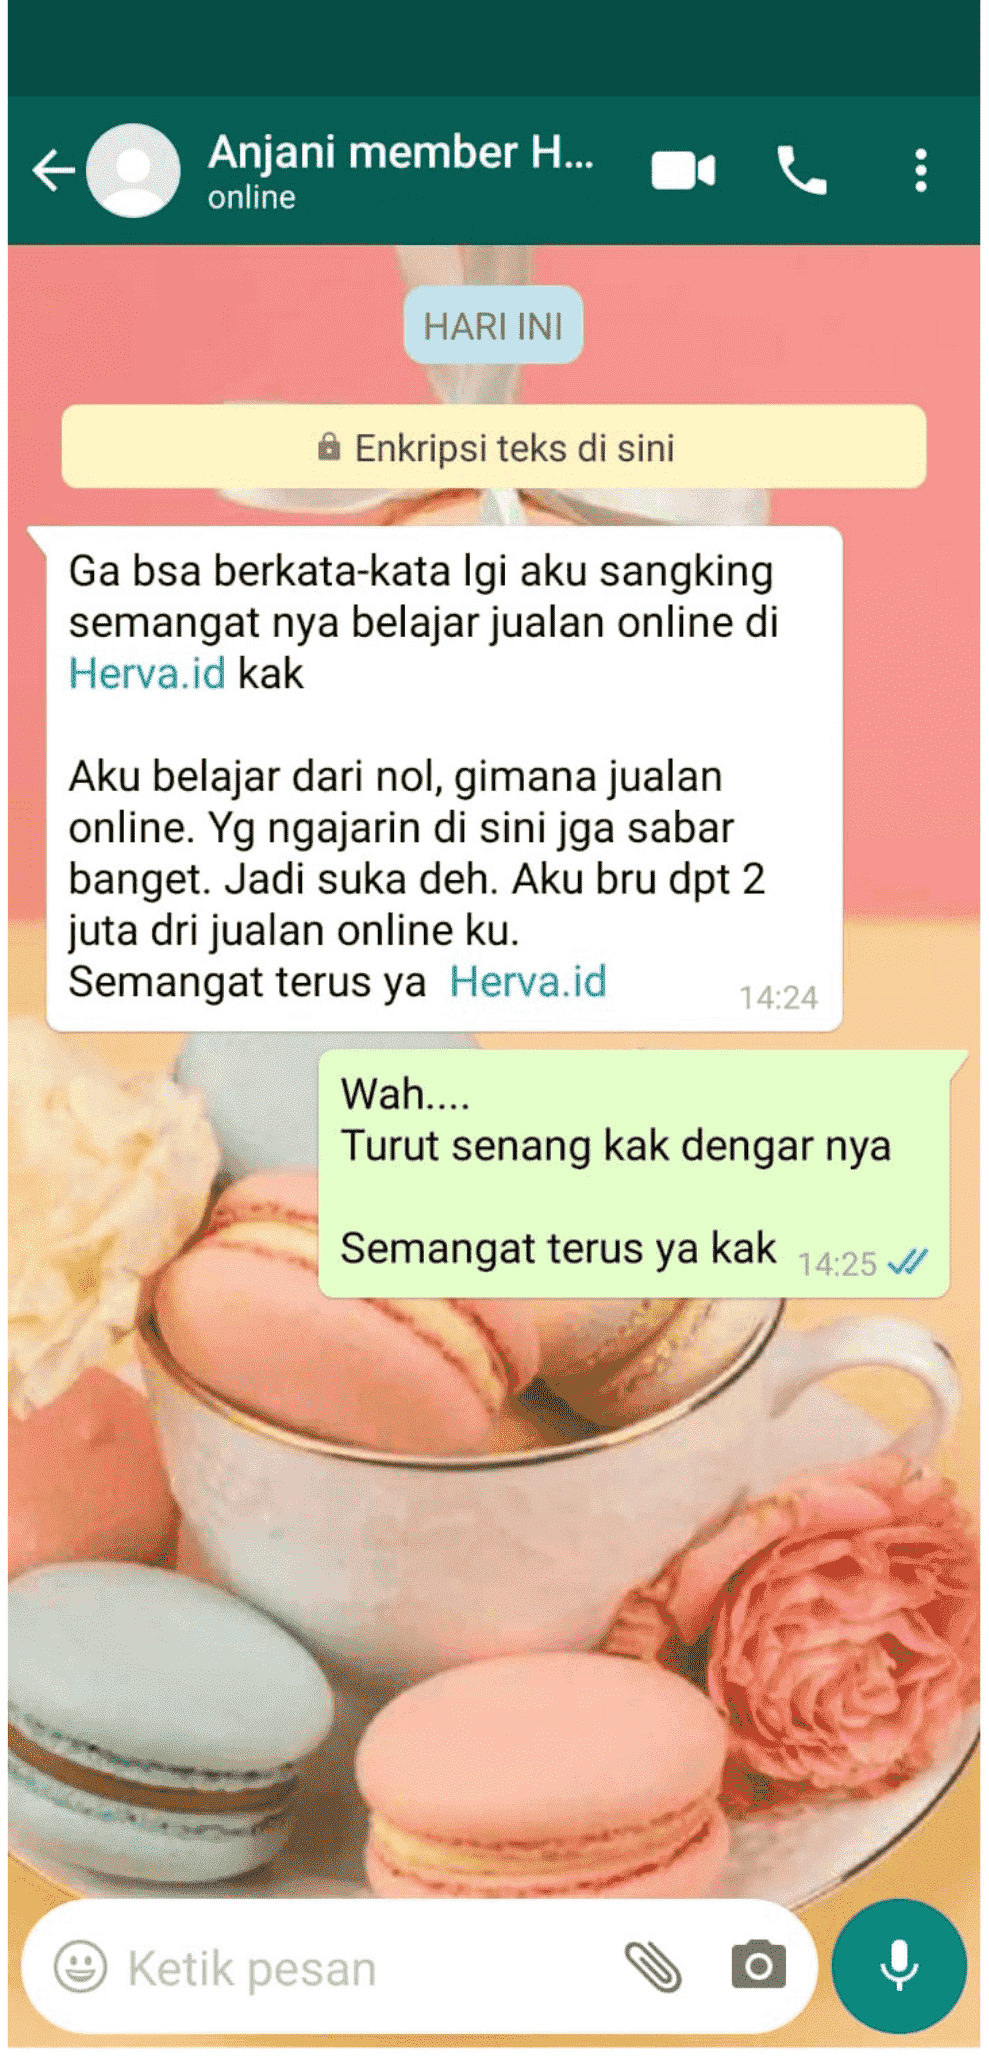 Anjani member H...
online
HARI INI
Enkripsi teks di sini
Ga bsa berkata-kata lgi aku sangking
semangat nya belajar jualan online di
Herva.id kak
Aku belajar dari nol, gimana jualan
online. Yg ngajarin di sini jga sabar
banget. Jadi suka deh. Aku bru dpt 2
juta dri jualan online ku.
Semangat terus ya Herva.id
14:24
Wah....
Turut senang kak dengar nya
Semangat terus ya kak
14:25
Ketik pesan